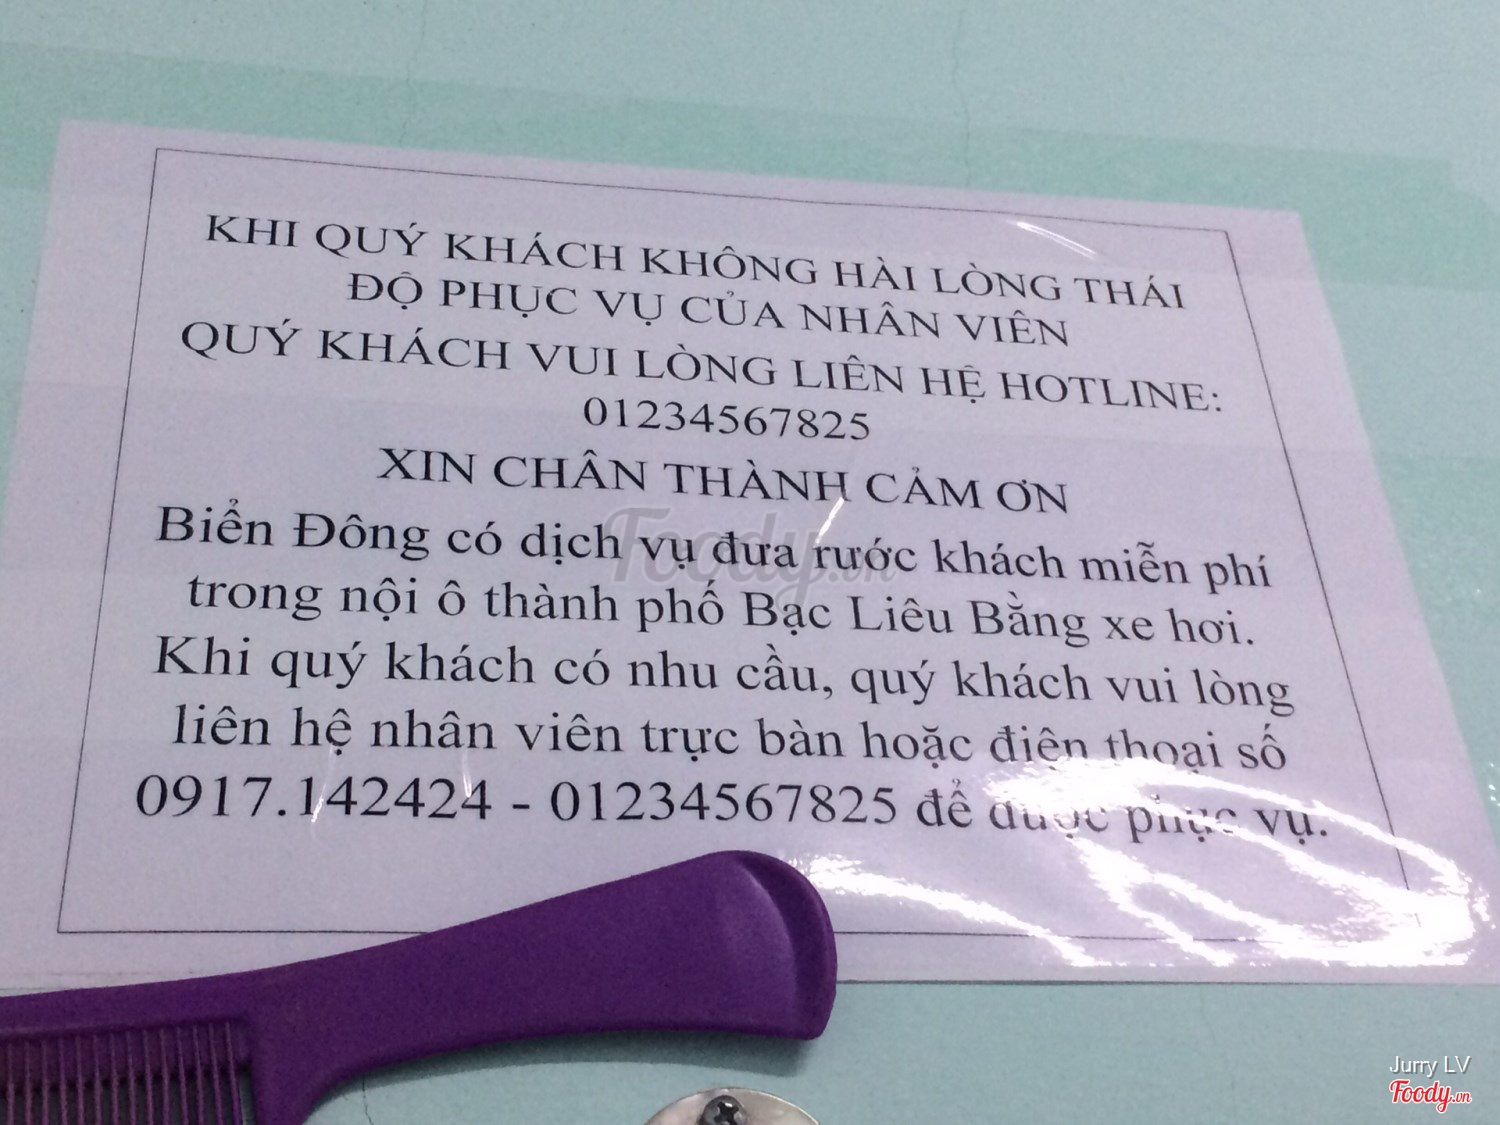 KHI QUÝ KHÁCH KHÔNG HÀI LÒNG THÁI
ĐỘ PHỤC VỤ CỦA NHÂN VIÊN
QUÝ KHÁCH VUI LÒNG LIÊN HỆ HOTLINE:
01234567825
XIN CHÂN THÀNH CẢM ƠN
Biển Đông có dịch vụ đưa rước khách miễn phí
trong nội ô thành phố Bạc Liêu Bằng xe hơi.
Khi quý khách có nhu cầu, quý khách vui lòng
liên hệ nhân viên trực bàn hoặc điện thoại số
0917.142424 - 01234567825 để được phục vụ.
Foody.vn
Jurry LV
Foody.vn